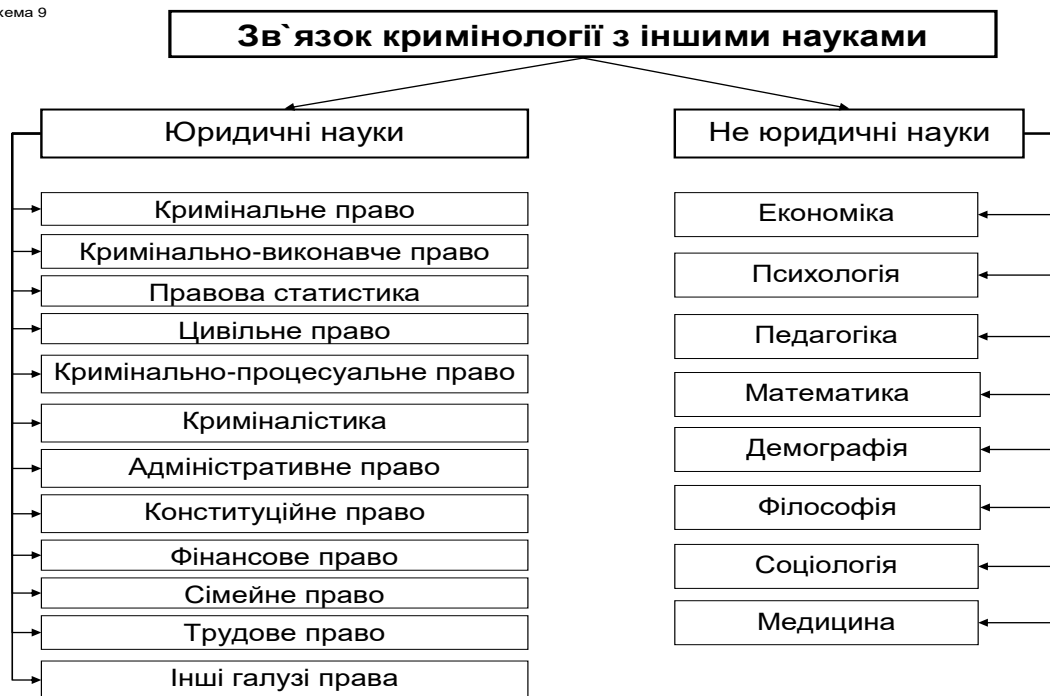 хема 9
Зв`язок кримінології з іншими науками
Юридичні науки
Кримінальне право
Кримінально-виконавче право
Правова статистика
Цивільне право
Кримінально-процесуальне право
Криміналістика
Адміністративне право
Конституційне право
Фінансове право
Сімейне право
Трудове право
Інші галузі права
Не юридичні науки
Економіка
Психологія
Педагогіка
Математика
Демографія
Філософія
Соціологія
Медицина